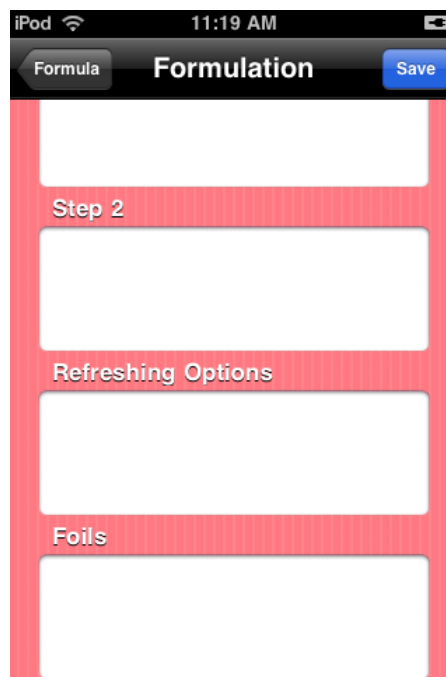 iPod 11:19 AM
Formula Formulation Save
Step 2
Refreshing Options
Foils